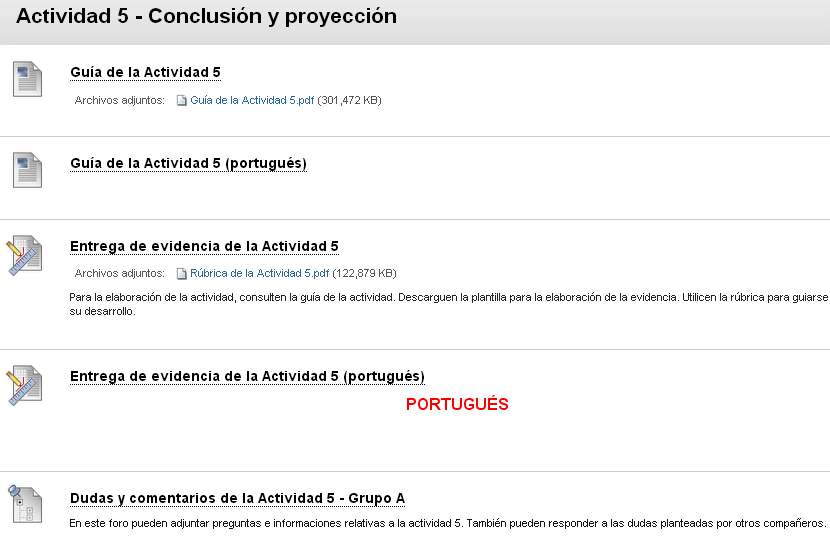 Actividad 5 - Conclusión y proyección
Guía de la Actividad 5
Archivos adjuntos: Guía de la Actividad 5.pdf (301,472 KB)
Guía de la Actividad 5 (portugués)
Entrega de evidencia de la Actividad 5
Archivos adjuntos: Rúbrica de la Actividad 5.pdf (122,879 KB)
Para la elaboración de la actividad, consulten la guía de la actividad. Descarguen la plantilla para la elaboración de la evidencia. Utilicen la rúbrica para guiarse
su desarrollo.
Entrega de evidencia de la Actividad 5 (portugués)
PORTUGUÉS
Dudas y comentarios de la Actividad 5 - Grupo A
En este foro pueden adjuntar preguntas e informaciones relativas a la actividad 5. También pueden responder a las dudas planteadas por otros compañeros.